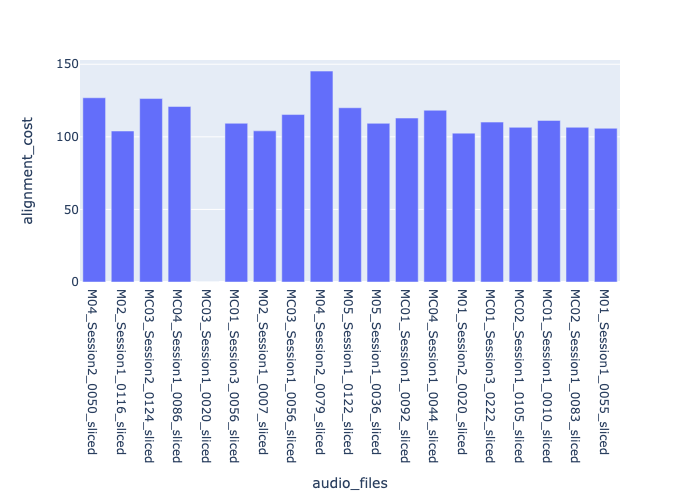 150
100
50
0
alignment_cost
M04_Session2_0050_sliced
M02_Session1_0116_sliced
MC03_Session2_0124_sliced
MC04_Session1_0086_sliced
MC03_Session1_0020_sliced
MC01_Session3_0056_sliced
M02_Session1_0007_sliced
MC03_Session1_0056_sliced
M04_Session2_0079_sliced
M05_Session1_0122_sliced
M05_Session1_0036_sliced
MC01_Session1_0092_sliced
MC04_Session1_0044_sliced
M01_Session2_0020_sliced
MC01_Session3_0222_sliced
MC02_Session1_0105_sliced
MC01_Session1_0010_sliced
MC02_Session1_0083_sliced
M01_Session1_0055_sliced
audio_files